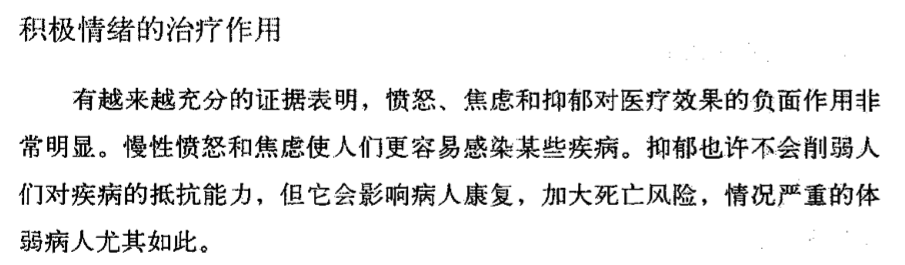 积极情绪的治疗作用
有越来越充分的证据表明，愤怒、焦虑和抑郁对医疗效果的负面作用非
常明显。慢性愤怒和焦虑使人们更容易感染某些疾病。抑郁也许不会削弱人
们对疾病的抵抗能力，但它会影响病人康复，加大死亡风险，情况严重的体
弱病人尤其如此。